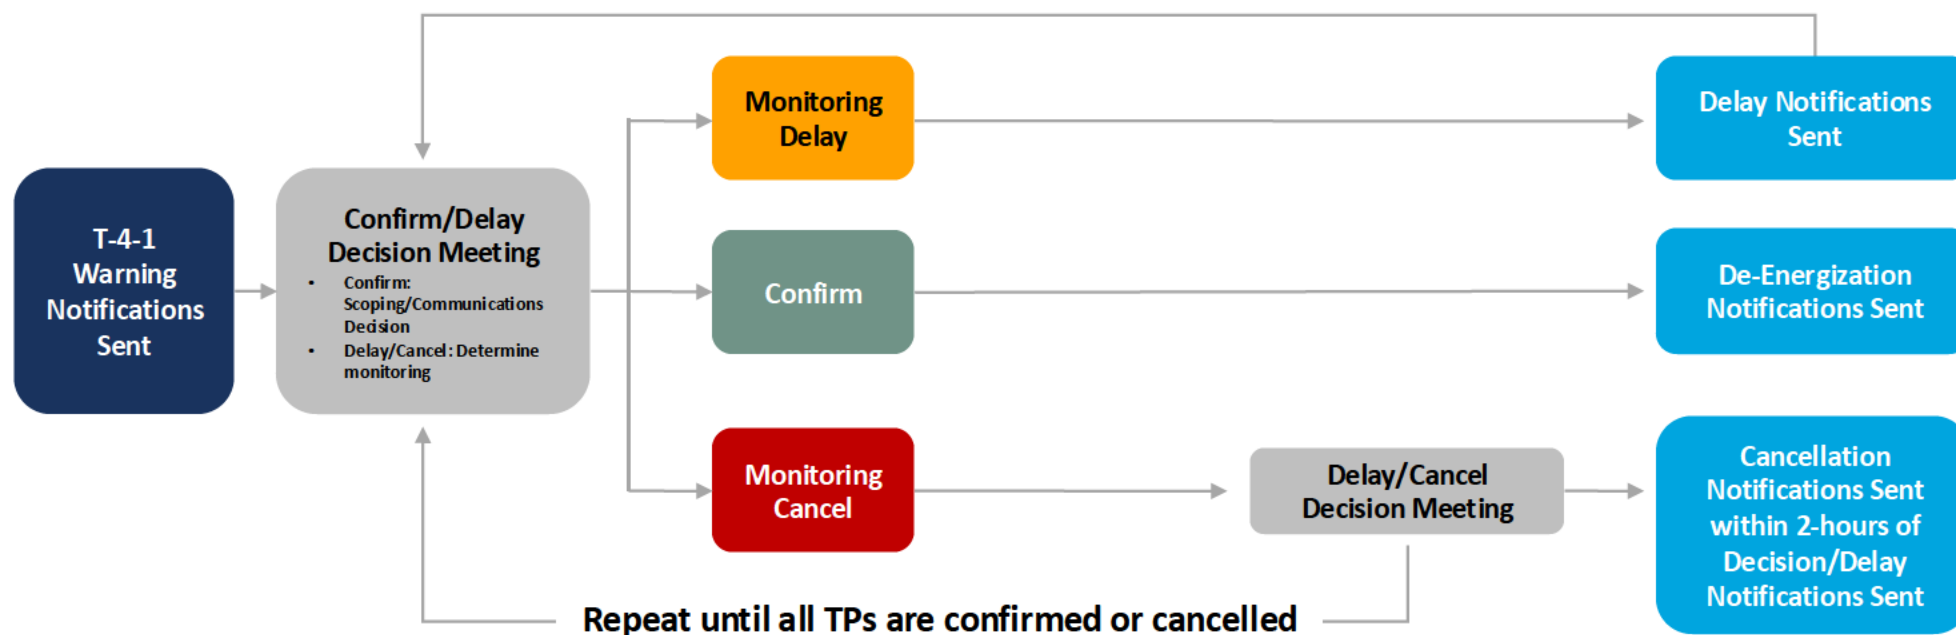 T-4-1
Warning
Notifications
Sent
Confirm/Delay
Decision Meeting
• Confirm:
Scoping/Communications
Decision
• Delay/Cancel: Determine
monitoring
Monitoring
Delay
Delay Notifications
Sent
Confirm
De-Energization
Notifications Sent
Monitoring
Cancel
Delay/Cancel
Decision Meeting
Cancellation
Notifications Sent
within 2-hours of
Decision/Delay
Notifications Sent
Repeat until all TPs are confirmed or cancelled